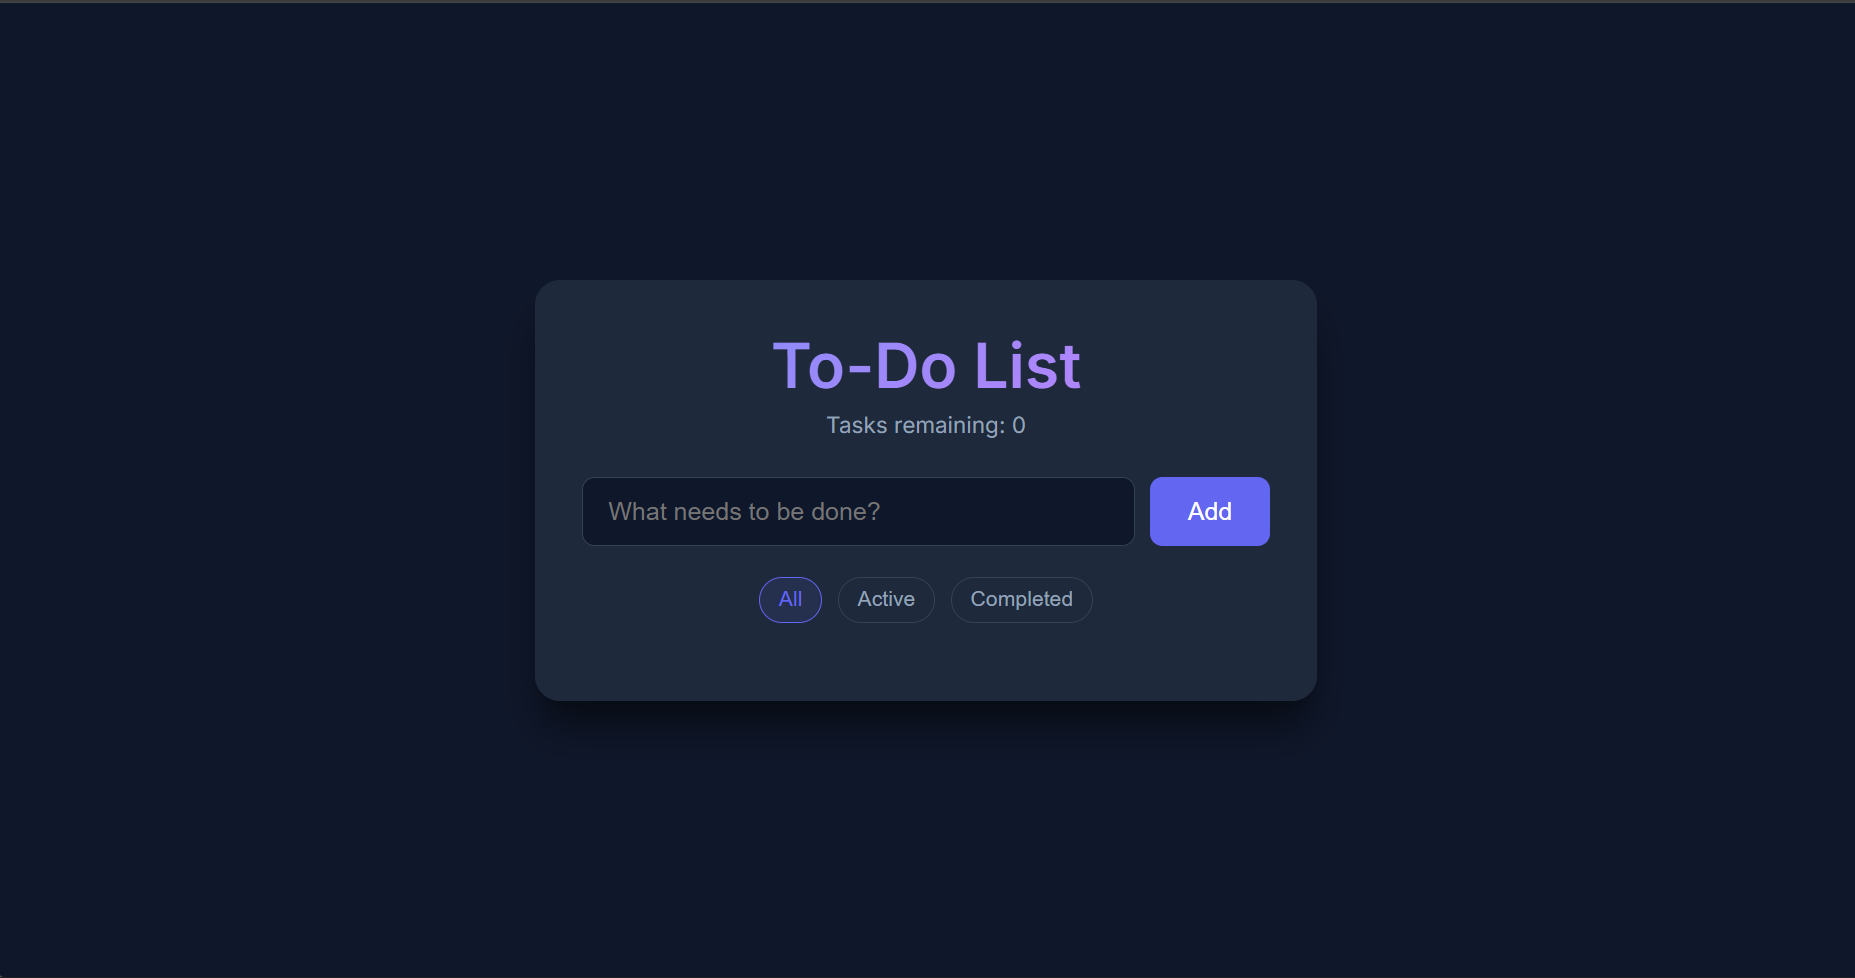 To-Do List
Tasks remaining: 0
What needs to be done?
Add
All
Active
Completed